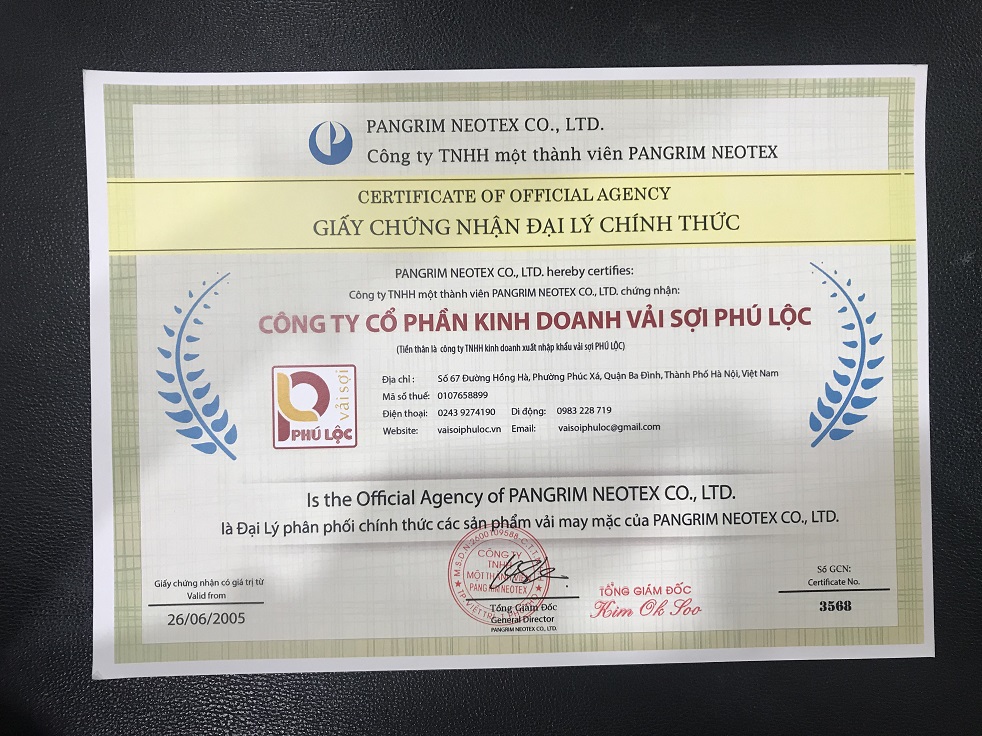 PANGRIM NEOTEX CO., LTD.
Công ty TNHH một thành viên PANGRIM NEOTEX
CERTIFICATE OF OFFICIAL AGENCY
GIẤY CHỨNG NHẬN ĐẠI LÝ CHÍNH THỨC
PANGRIM NEOTEX CO., LTD. hereby certifies:
Công ty TNHH một thành viên PANGRIM NEOTEX CO., LTD. chứng nhận:
CÔNG TY CỔ PHẦN KINH DOANH VẢI SỢI PHÚ LỘC
(Tiền thân là công ty TNHH kinh doanh xuất nhập khẩu vải sợi PHÚ LỘC)
vải sợi
PHÚ LỘC
Địa chỉ: Số 67 Đường Hồng Hà, Phường Phúc Xá, Quận Ba Đình, Thành Phố Hà Nội, Việt Nam
Mã số thuế: 0107658899
Điện thoại: 0243 9274190 Di động: 0983 228 719
Website: vaisoiphuloc.vn Email: vaisoiphuloc@gmail.com
Is the Official Agency of PANGRIM NEOTEX CO., LTD.
là Đại Lý phân phối chính thức các sản phẩm vải may mặc của PANGRIM NEOTEX CO., LTD.
Giấy chứng nhận có giá trị từ
Valid from
26/06/2005
M.S.D.N:2600109588-C.T.T.
CÔNG TY
TNHH
MỘT THÀNH VIÊN
PANGRIM NEOTEX
TP. VIỆT TRÌ
Tổng Giám Đốc
General Director
PANGRIM NEOTEX CO., LTD.
TỔNG GIÁM ĐỐC
Kim Ok Soo
Số GCN:
Certificate No.
3568